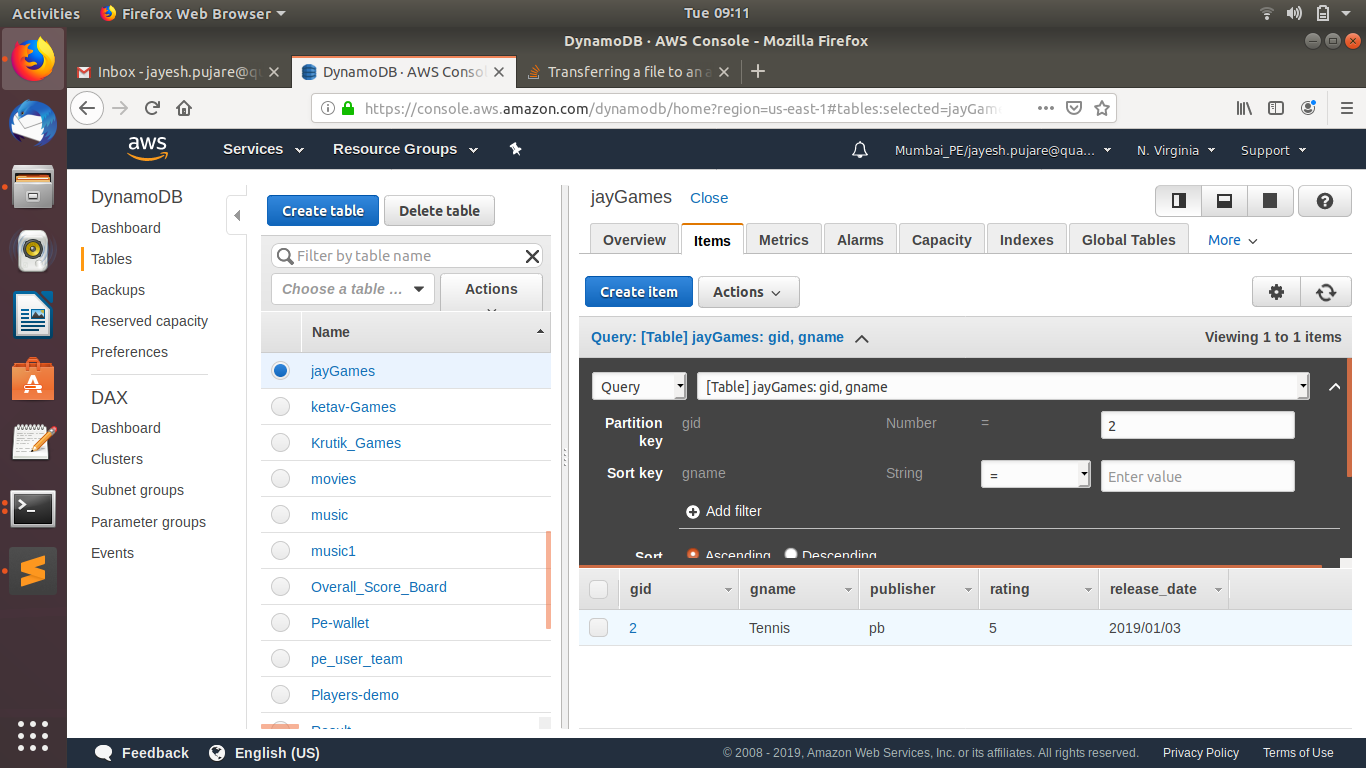 Activities Firefox Web Browser Tue 09:11
DynamoDB · AWS Console - Mozilla Firefox
Inbox - jayesh.pujare@qu DynamoDB · AWS Consol Transferring a file to an a
https://console.aws.amazon.com/dynamodb/home?region=us-east-1#tables:selected=jayGam
aws Services Resource Groups Mumbai_PE/jayesh.pujare@qua... N. Virginia Support
DynamoDB
Dashboard
Tables
Backups
Reserved capacity
Preferences
DAX
Dashboard
Clusters
Subnet groups
Parameter groups
Events
Create table Delete table
Filter by table name
Choose a table ... Actions
Name
jayGames
ketav-Games
Krutik_Games
movies
music
music1
Overall_Score_Board
Pe-wallet
pe_user_team
Players-demo
Result
jayGames Close
Overview Items Metrics Alarms Capacity Indexes Global Tables More
Create item Actions
Query: [Table] jayGames: gid, gname Viewing 1 to 1 items
Query [Table] jayGames: gid, gname
Partition key gid Number = 2
Sort key gname String = Enter value
Add filter
Sort Ascending Descending
gid gname publisher rating release_date
2 Tennis pb 5 2019/01/03
Feedback English (US) © 2008 - 2019, Amazon Web Services, Inc. or its affiliates. All rights reserved. Privacy Policy Terms of Use